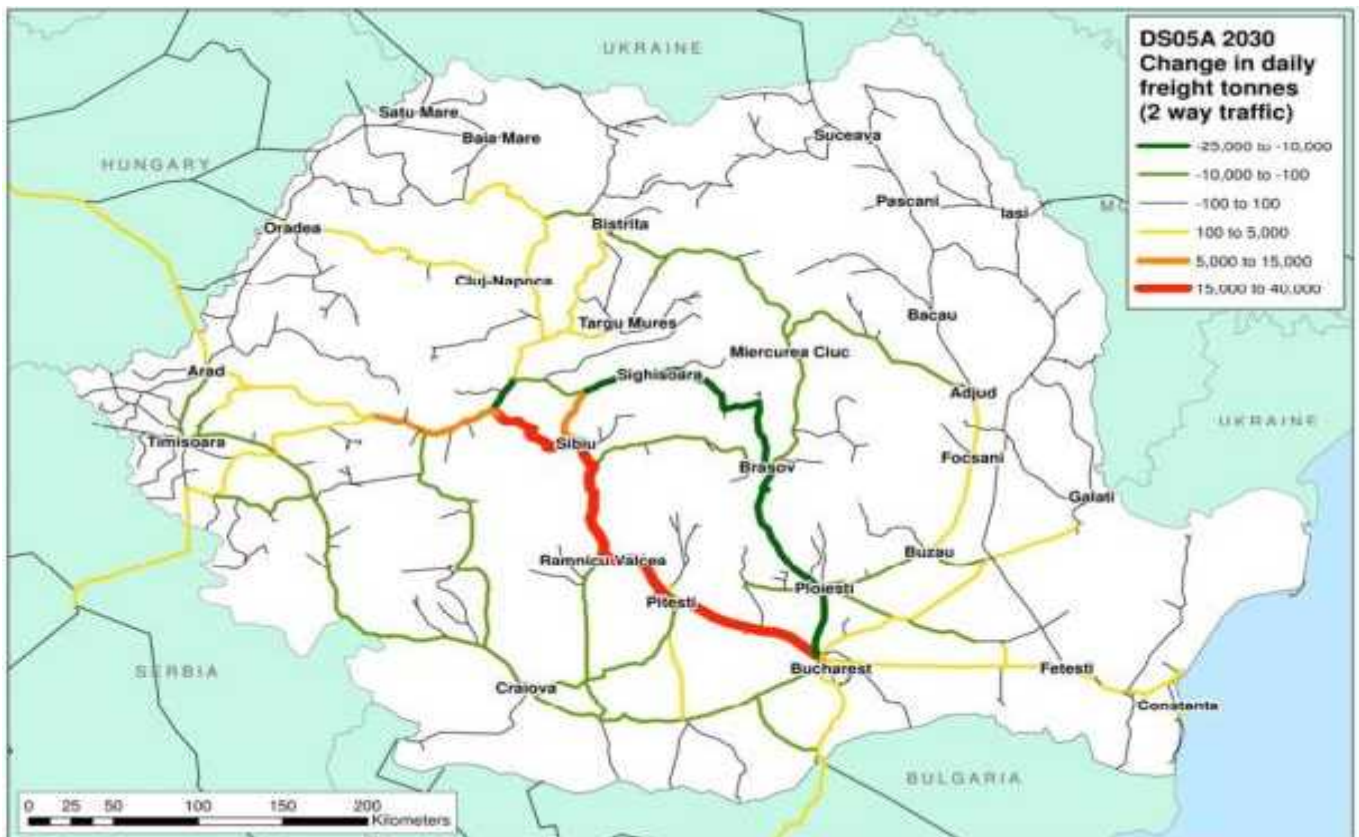 DS05A 2030
Change in daily
freight tonnes
(2 way traffic)
-25,000 to -10,000
-10,000 to -100
-100 to 100
100 to 5,000
5,000 to 15,000
15,000 to 40,000
UKRAINE
Satu Mare
Baia Mare
Suceava
HUNGARY
Pascani
Iasi
MO
Oradea
Bistrita
Cluj-Napoca
Targu Mures
Bacau
Miercurea Ciuc
Arad
Sighisoara
Adjud
UKRAINE
Timisoara
Sibiu
Brasov
Focsani
Galati
Ramnicu Valcea
Buzau
Pitesti
Ploiesti
SERBIA
Bucharest
Fetesti
Craiova
Constanta
BULGARIA
0 25 50 100 150 200
Kilometers